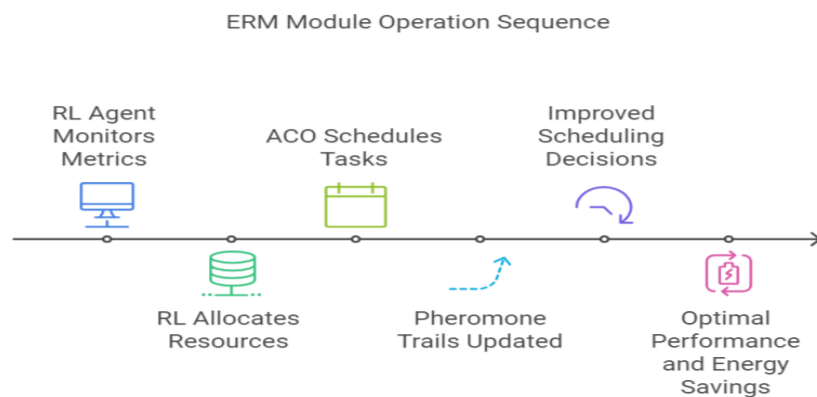 ERM Module Operation Sequence
RL Agent
Monitors
Metrics
RL Allocates
Resources
ACO Schedules
Tasks
Pheromone
Trails Updated
Improved
Scheduling
Decisions
Optimal
Performance
and Energy
Savings